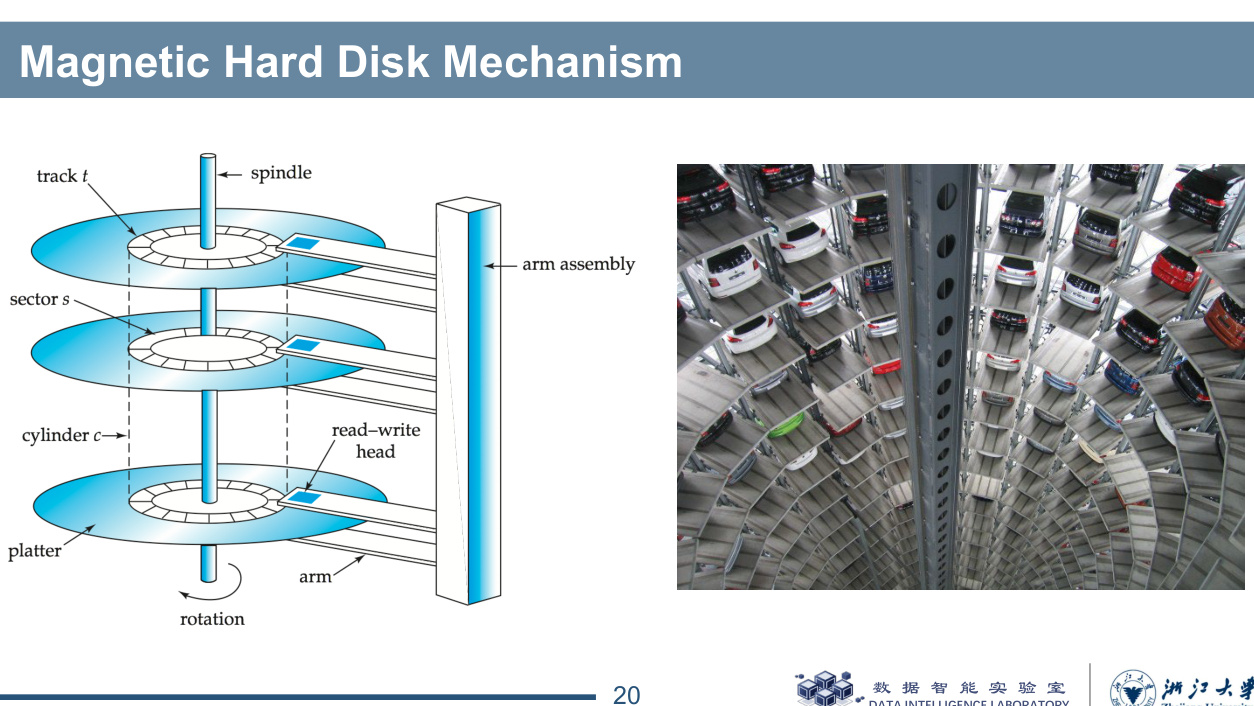 Magnetic Hard Disk Mechanism
track t
spindle
arm assembly
sector s
cylinder c
read–write
head
platter
arm
rotation
20
数据智能实验室
DATA INTELLIGENCE LABORATORY
浙江大学